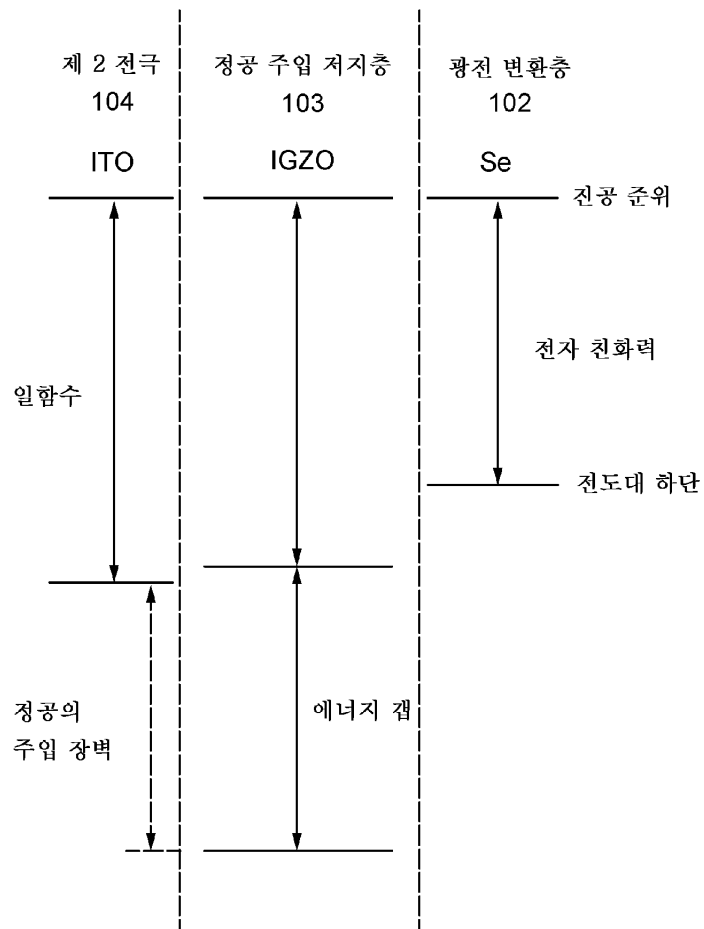 제 2 전극
104
ITO
정공 주입 저지층
103
IGZO
광전 변환층
102
Se
진공 준위
전자 친화력
일함수
전도대 하단
정공의
주입 장벽
에너지 갭